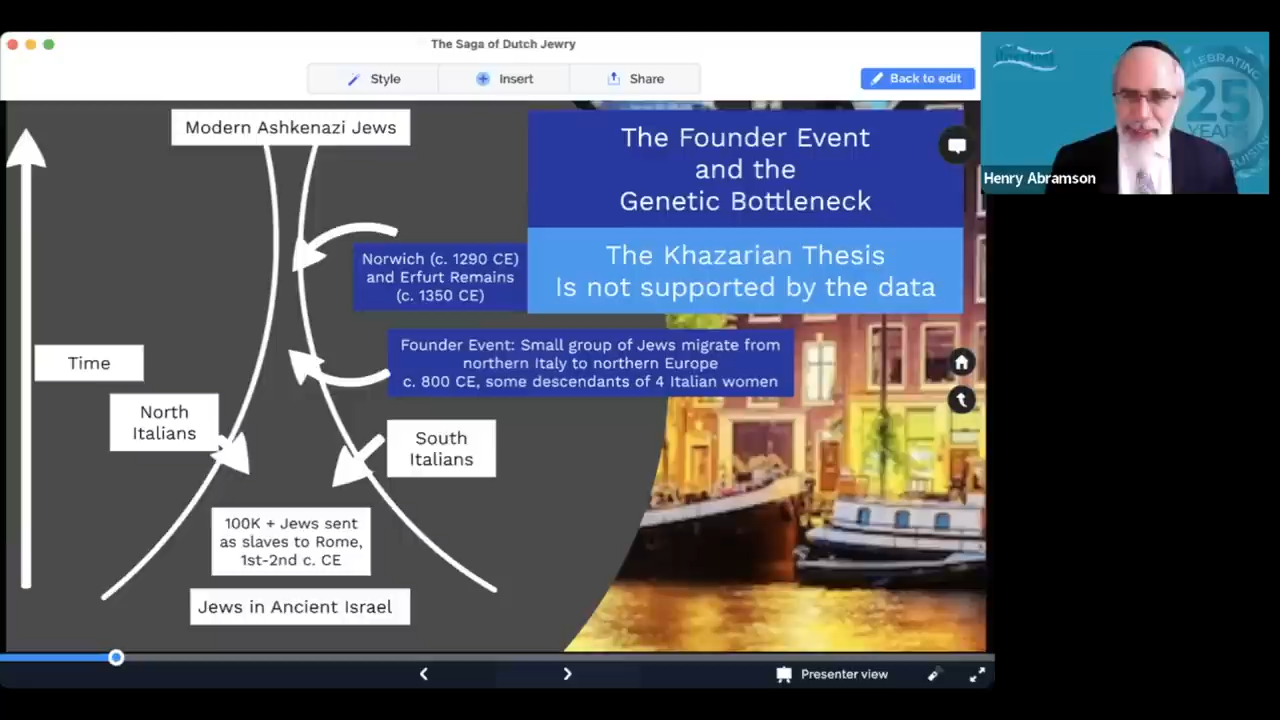 The Saga of Dutch Jewry
Style
Insert
Share
Back to edit
Modern Ashkenazi Jews
The Founder Event
and the
Genetic Bottleneck
The Khazarian Thesis
Is not supported by the data
Norwich (c. 1290 CE)
and Erfurt Remains
(c. 1350 CE)
Founder Event: Small group of Jews migrate from
northern Italy to northern Europe
c. 800 CE, some descendants of 4 Italian women
Time
North
Italians
South
Italians
100K + Jews sent
as slaves to Rome,
1st-2nd c. CE
Jews in Ancient Israel
Presenter view
CELEBRATING
25
YEARS
Henry Abramson